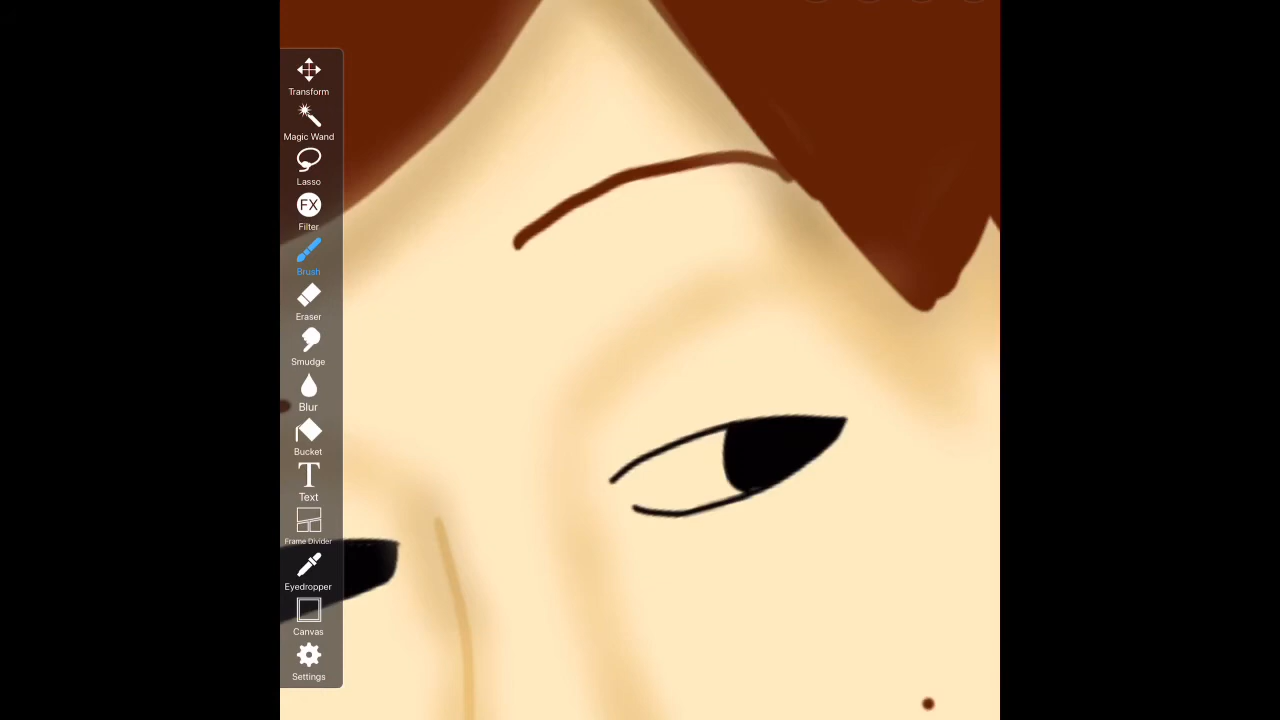 Transform
Magic Wand
Lasso
FX
Filter
Brush
Eraser
Smudge
Blur
Bucket
T
Text
Frame Divider
Eyedropper
Canvas
Settings